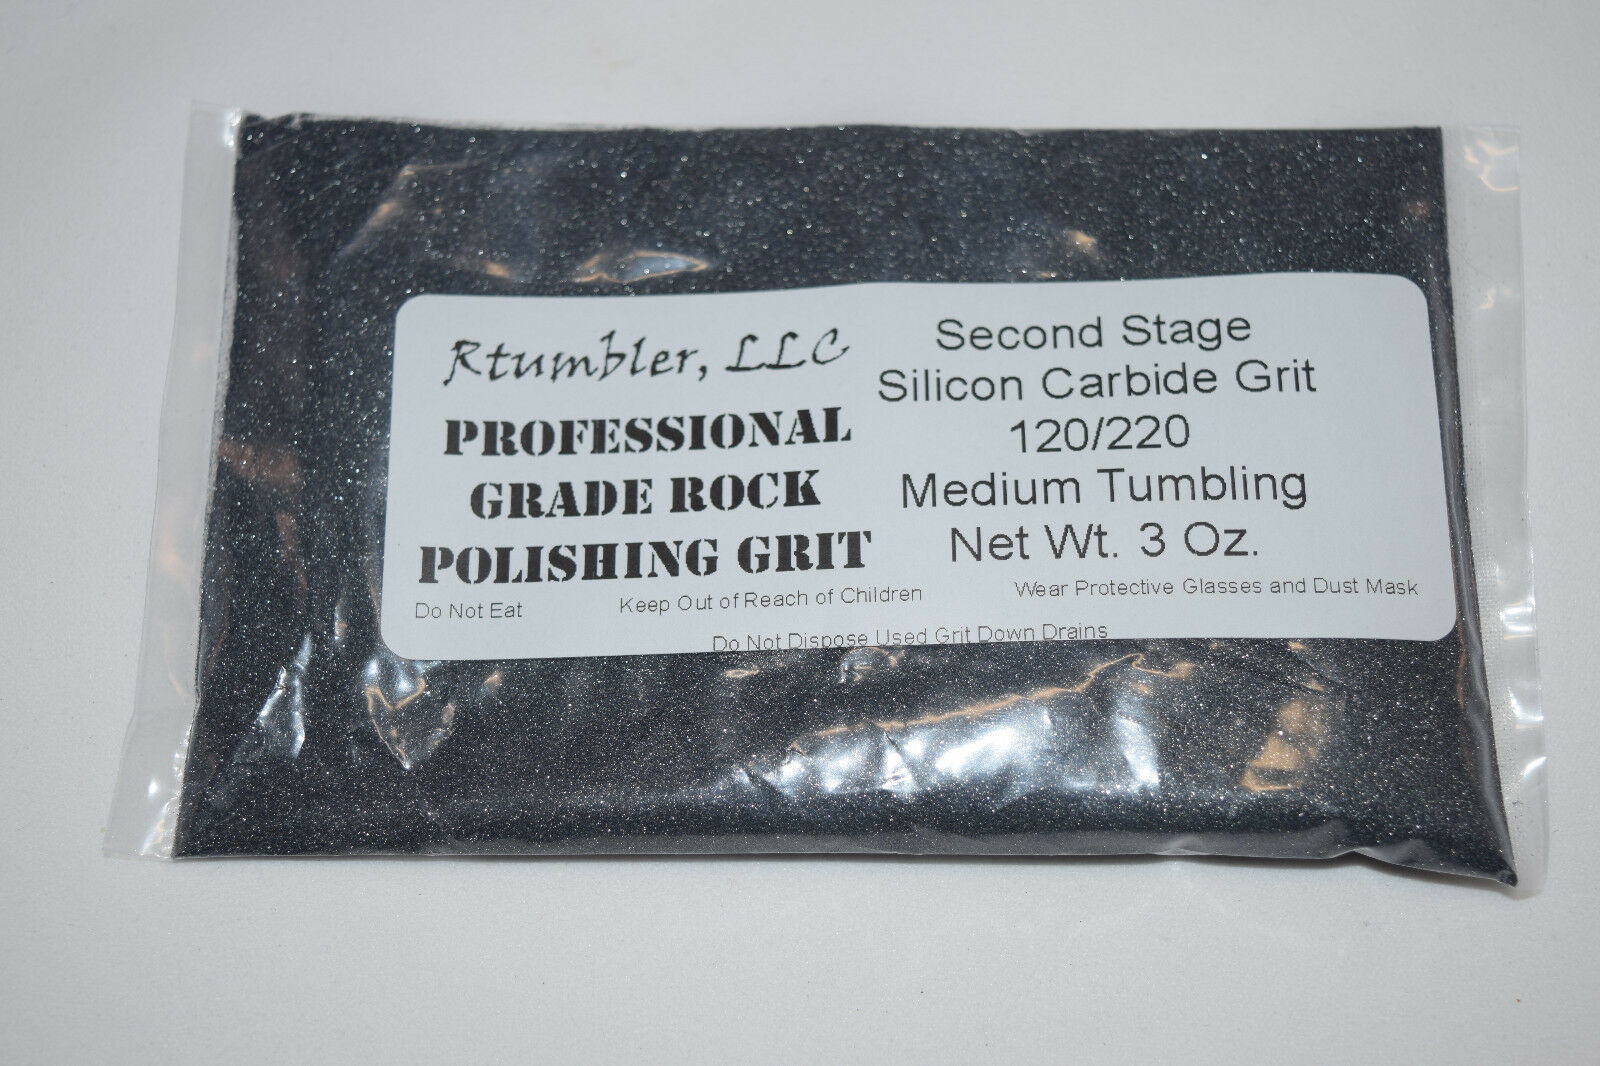 Rtumbler, LLC
PROFESSIONAL
GRADE ROCK
POLISHING GRIT
Second Stage
Silicon Carbide Grit
120/220
Medium Tumbling
Net Wt. 3 Oz.
Do Not Eat
Keep Out of Reach of Children
Wear Protective Glasses and Dust Mask
Do Not Dispose Used Grit Down Drains